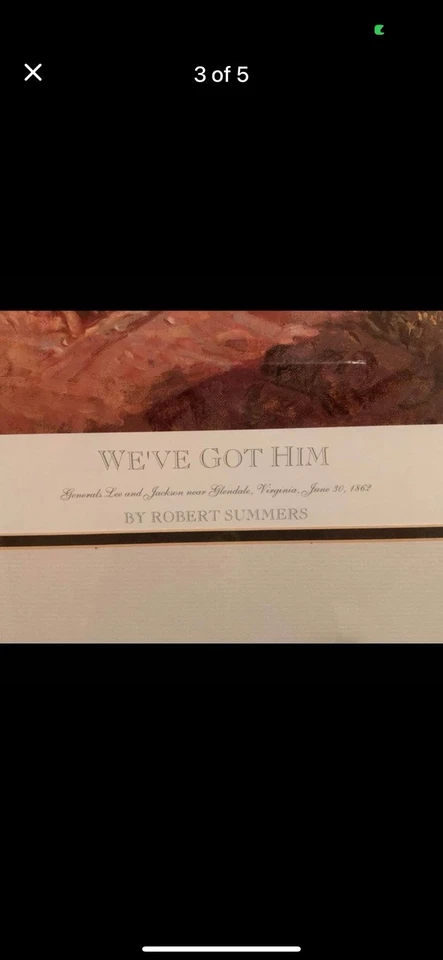 3 of 5
WE'VE GOT HIM
Generals Lee and Jackson near Glendale, Virginia, June 30, 1862
BY ROBERT SUMMERS